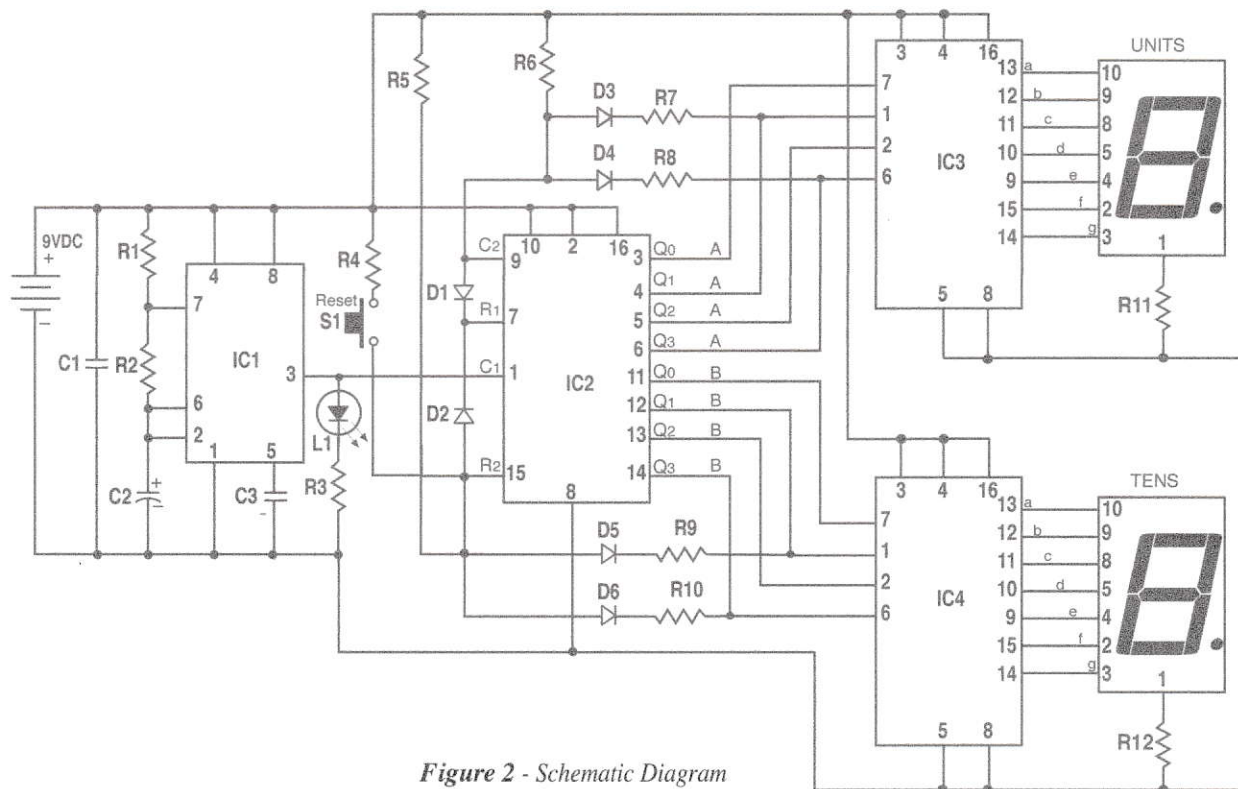 UNITS
R5
R6
D3
R7
D4
R8
3 4 16
7
1
2
6
IC3
13 a 10
12 b 9
11 c 8
10 d 5
9 e 4
15 f 2
14 g 3
1
5 8
R11
9VDC
+
-
C1
R1
R2
C2
+
-
4 8
7
6
2
IC1
3
1 5
C3
-
L1
R3
R4
Reset
S1
C2
D1
R1
C1
D2
R2
10 2 16
9
7
1
15
IC2
8
3 Q0 A
4 Q1 A
5 Q2 A
6 Q3 A
11 Q0 B
12 Q1 B
13 Q2 B
14 Q3 B
D5
R9
D6
R10
TENS
3 4 16
7
1
2
6
IC4
13 a 10
12 b 9
11 c 8
10 d 5
9 e 4
15 f 2
14 g 3
1
5 8
R12
Figure 2 - Schematic Diagram